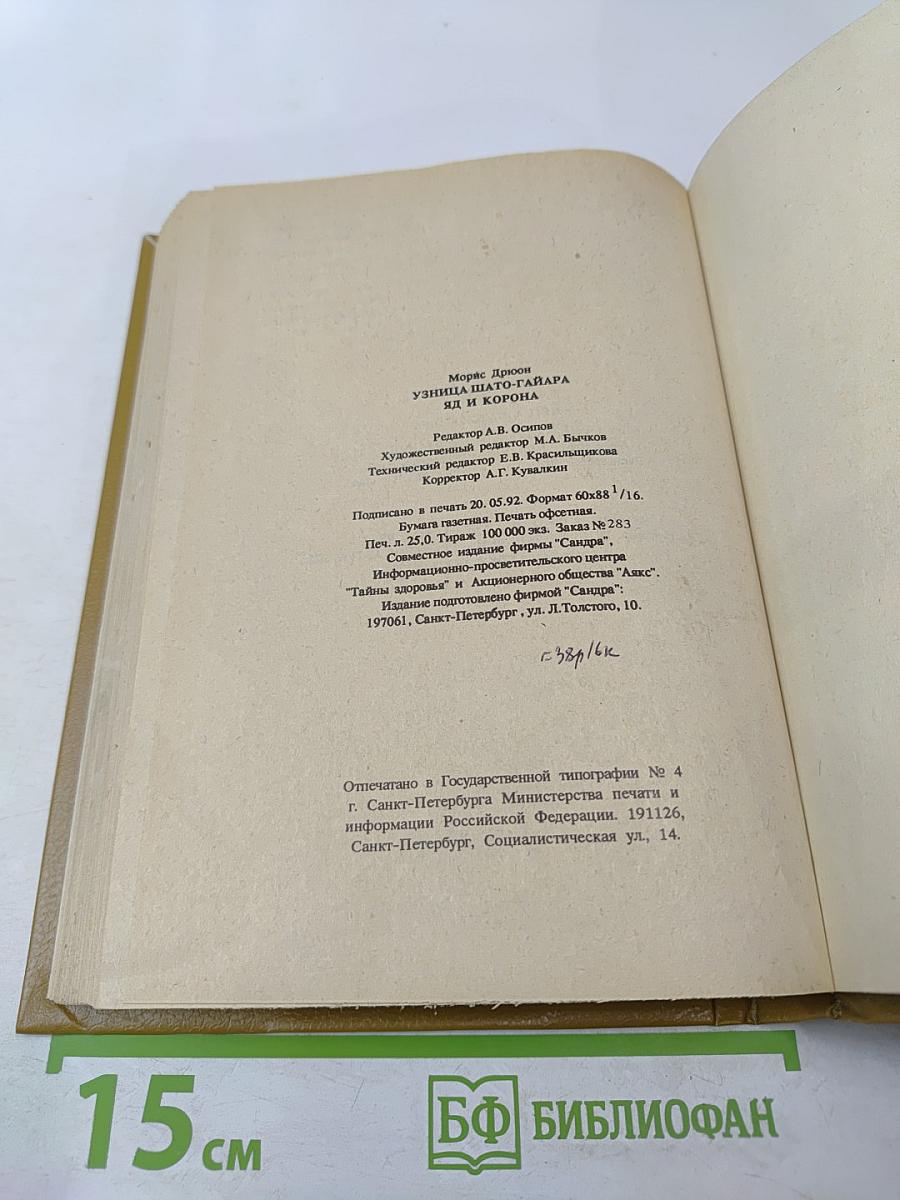 Морис Дрюон
УЗНИЦА ШАТО-ГАЙАРА
ЯД И КОРОНА
Редактор А.В. Осипов
Художественный редактор М.А. Бычков
Технический редактор Е.В. Красильщикова
Корректор А.Г. Кувалкин
Подписано в печать 20. 05.92. Формат 60х88 1/16.
Бумага газетная. Печать офсетная.
Печ. л. 25,0. Тираж 100 000 экз. Заказ № 283
Совместное издание фирмы "Сандра",
Информационно-просветительского центра
"Тайны здоровья" и Акционерного общества "Аякс".
Издание подготовлено фирмой "Сандра":
197061, Санкт-Петербург , ул. Л.Толстого, 10.
=38р/6к
Отпечатано в Государственной типографии № 4
г. Санкт-Петербурга Министерства печати и
информации Российской Федерации. 191126,
Санкт-Петербург, Социалистическая ул., 14.
15 см
БФ БИБЛИОФАН